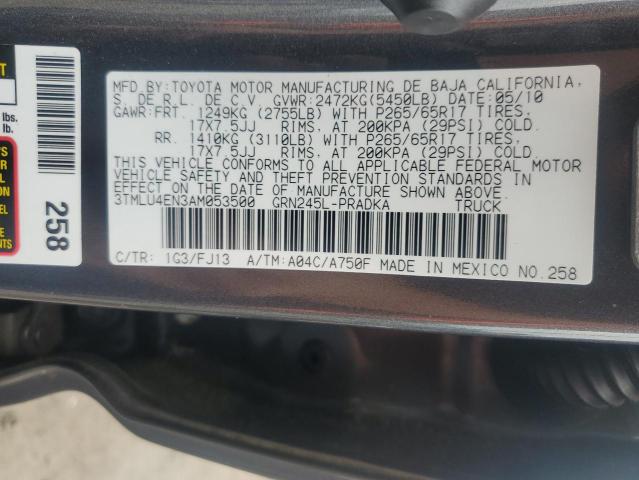 MFD.BY:TOYOTA MOTOR MANUFACTURING DE BAJA CALIFORNIA,
S. DE R.L. DE C.V. GVWR:2472KG(5450LB) DATE:05/10
GAWR:FRT. 1249KG (2755LB) WITH P265/65R17 TIRES,
17X7.5JJ RIMS, AT 200KPA (29PSI) COLD.
RR. 1410KG (3110LB) WITH P265/65R17 TIRES,
17X7.5JJ RIMS, AT 200KPA (29PSI) COLD.
THIS VEHICLE CONFORMS TO ALL APPLICABLE FEDERAL MOTOR
VEHICLE SAFETY AND THEFT PREVENTION STANDARDS IN
EFFECT ON THE DATE OF MANUFACTURE SHOWN ABOVE.
3TMLU4EN3AM053500 GRN245L-PRADKA TRUCK
C/TR: 1G3/FJ13 A/TM:A04C/A750F MADE IN MEXICO NO.258
258
lbs.
lb.